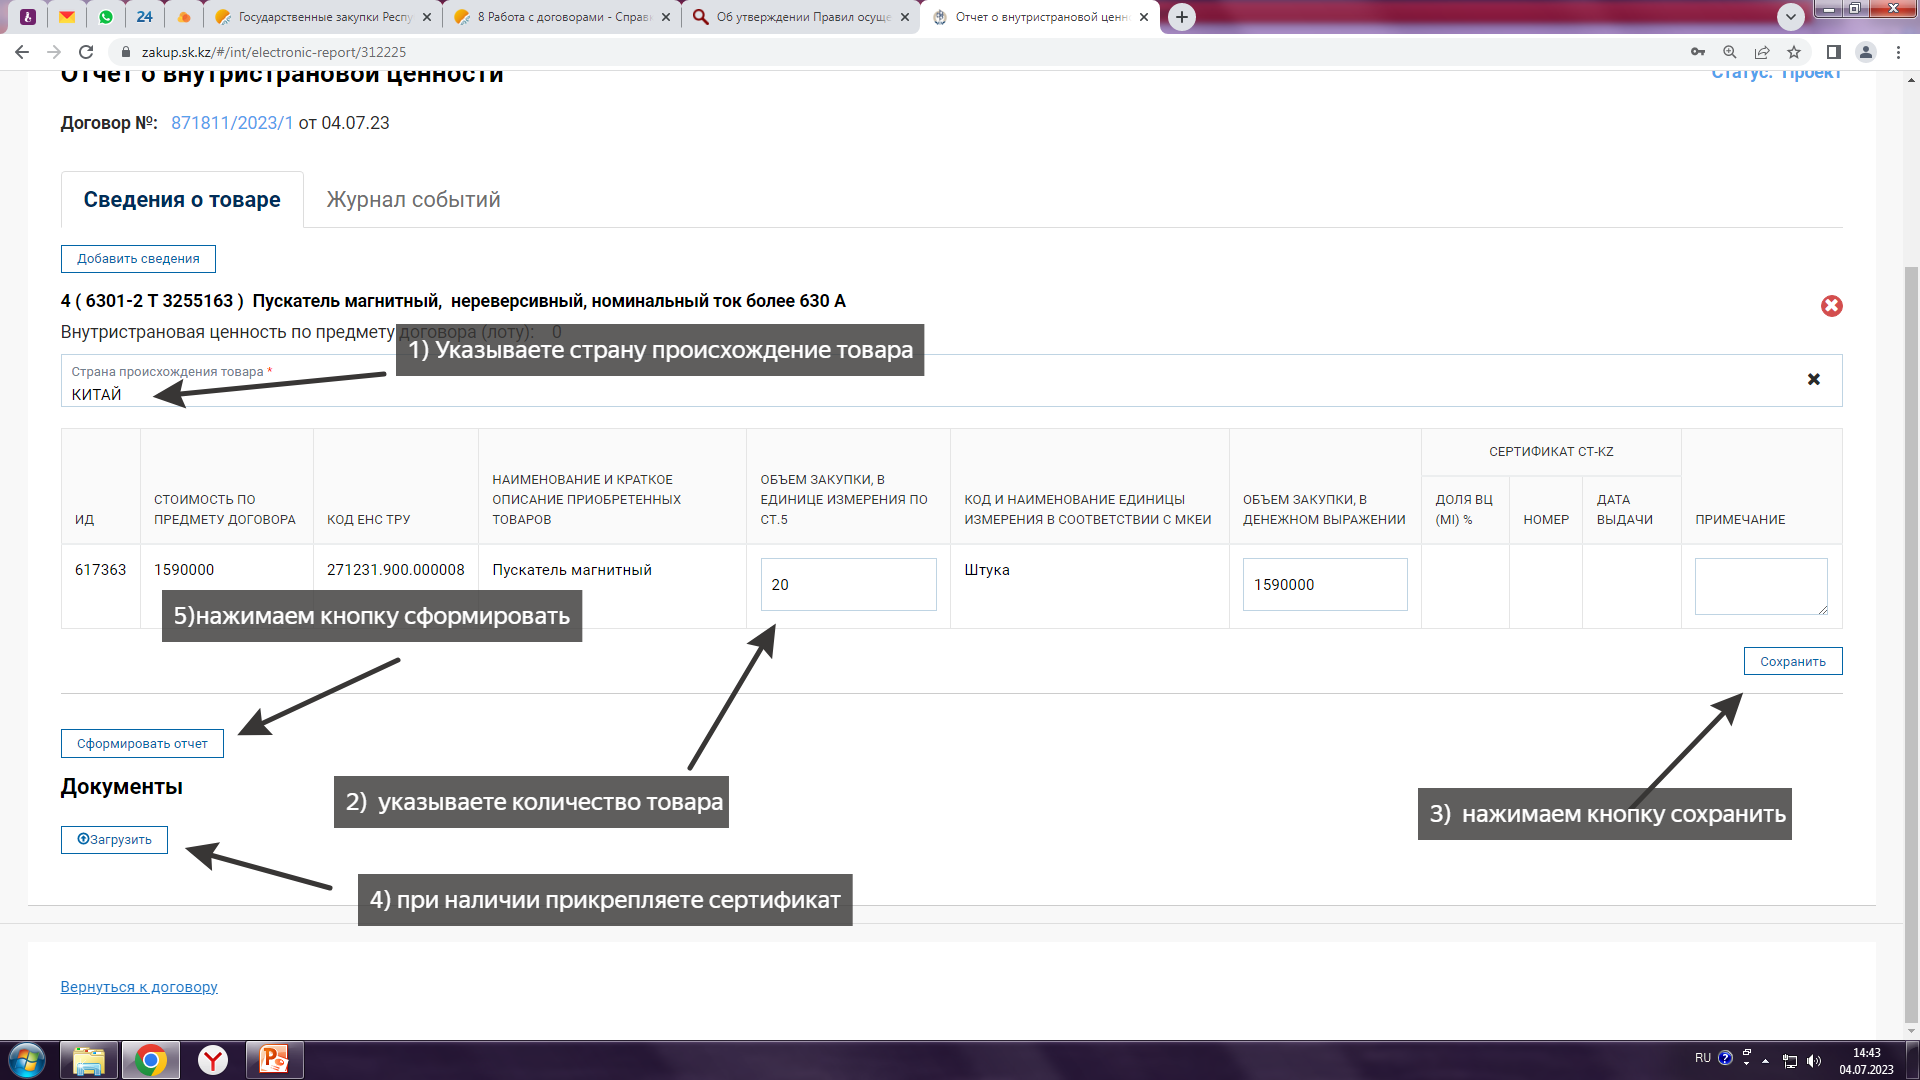 Государственные закупки Респу
8 Работа с договорами - Справ
Об утверждении Правил осуще
Отчет о внутристрановой ценн
24
zakup.sk.kz/#/int/electronic-report/312225
Отчет о внутристрановой ценности
Статус: Проект
Договор №: 871811/2023/1 от 04.07.23
Сведения о товаре
Журнал событий
Добавить сведения
4 ( 6301-2 Т 3255163 ) Пускатель магнитный, нереверсивный, номинальный ток более 630 А
Внутристрановая ценность по предмету договора (лоту): 0
1) Указываете страну происхождение товара
Страна происхождения товара *
КИТАЙ
ИД
СТОИМОСТЬ ПО
ПРЕДМЕТУ ДОГОВОРА
КОД ЕНС ТРУ
НАИМЕНОВАНИЕ И КРАТКОЕ
ОПИСАНИЕ ПРИОБРЕТЕННЫХ
ТОВАРОВ
ОБЪЕМ ЗАКУПКИ, В
ЕДИНИЦЕ ИЗМЕРЕНИЯ ПО
СТ.5
КОД И НАИМЕНОВАНИЕ ЕДИНИЦЫ
ИЗМЕРЕНИЯ В СООТВЕТСТВИИ С МКЕИ
ОБЪЕМ ЗАКУПКИ, В
ДЕНЕЖНОМ ВЫРАЖЕНИИ
СЕРТИФИКАТ СТ-KZ
ДОЛЯ ВЦ
(MI) %
НОМЕР
ДАТА
ВЫДАЧИ
ПРИМЕЧАНИЕ
617363
1590000
271231.900.000008
Пускатель магнитный
20
Штука
1590000
5)нажимаем кнопку сформировать
Сохранить
Сформировать отчет
Документы
2) указываете количество товара
3) нажимаем кнопку сохранить
Загрузить
4) при наличии прикрепляете сертификат
Вернуться к договору
RU
14:43
04.07.2023